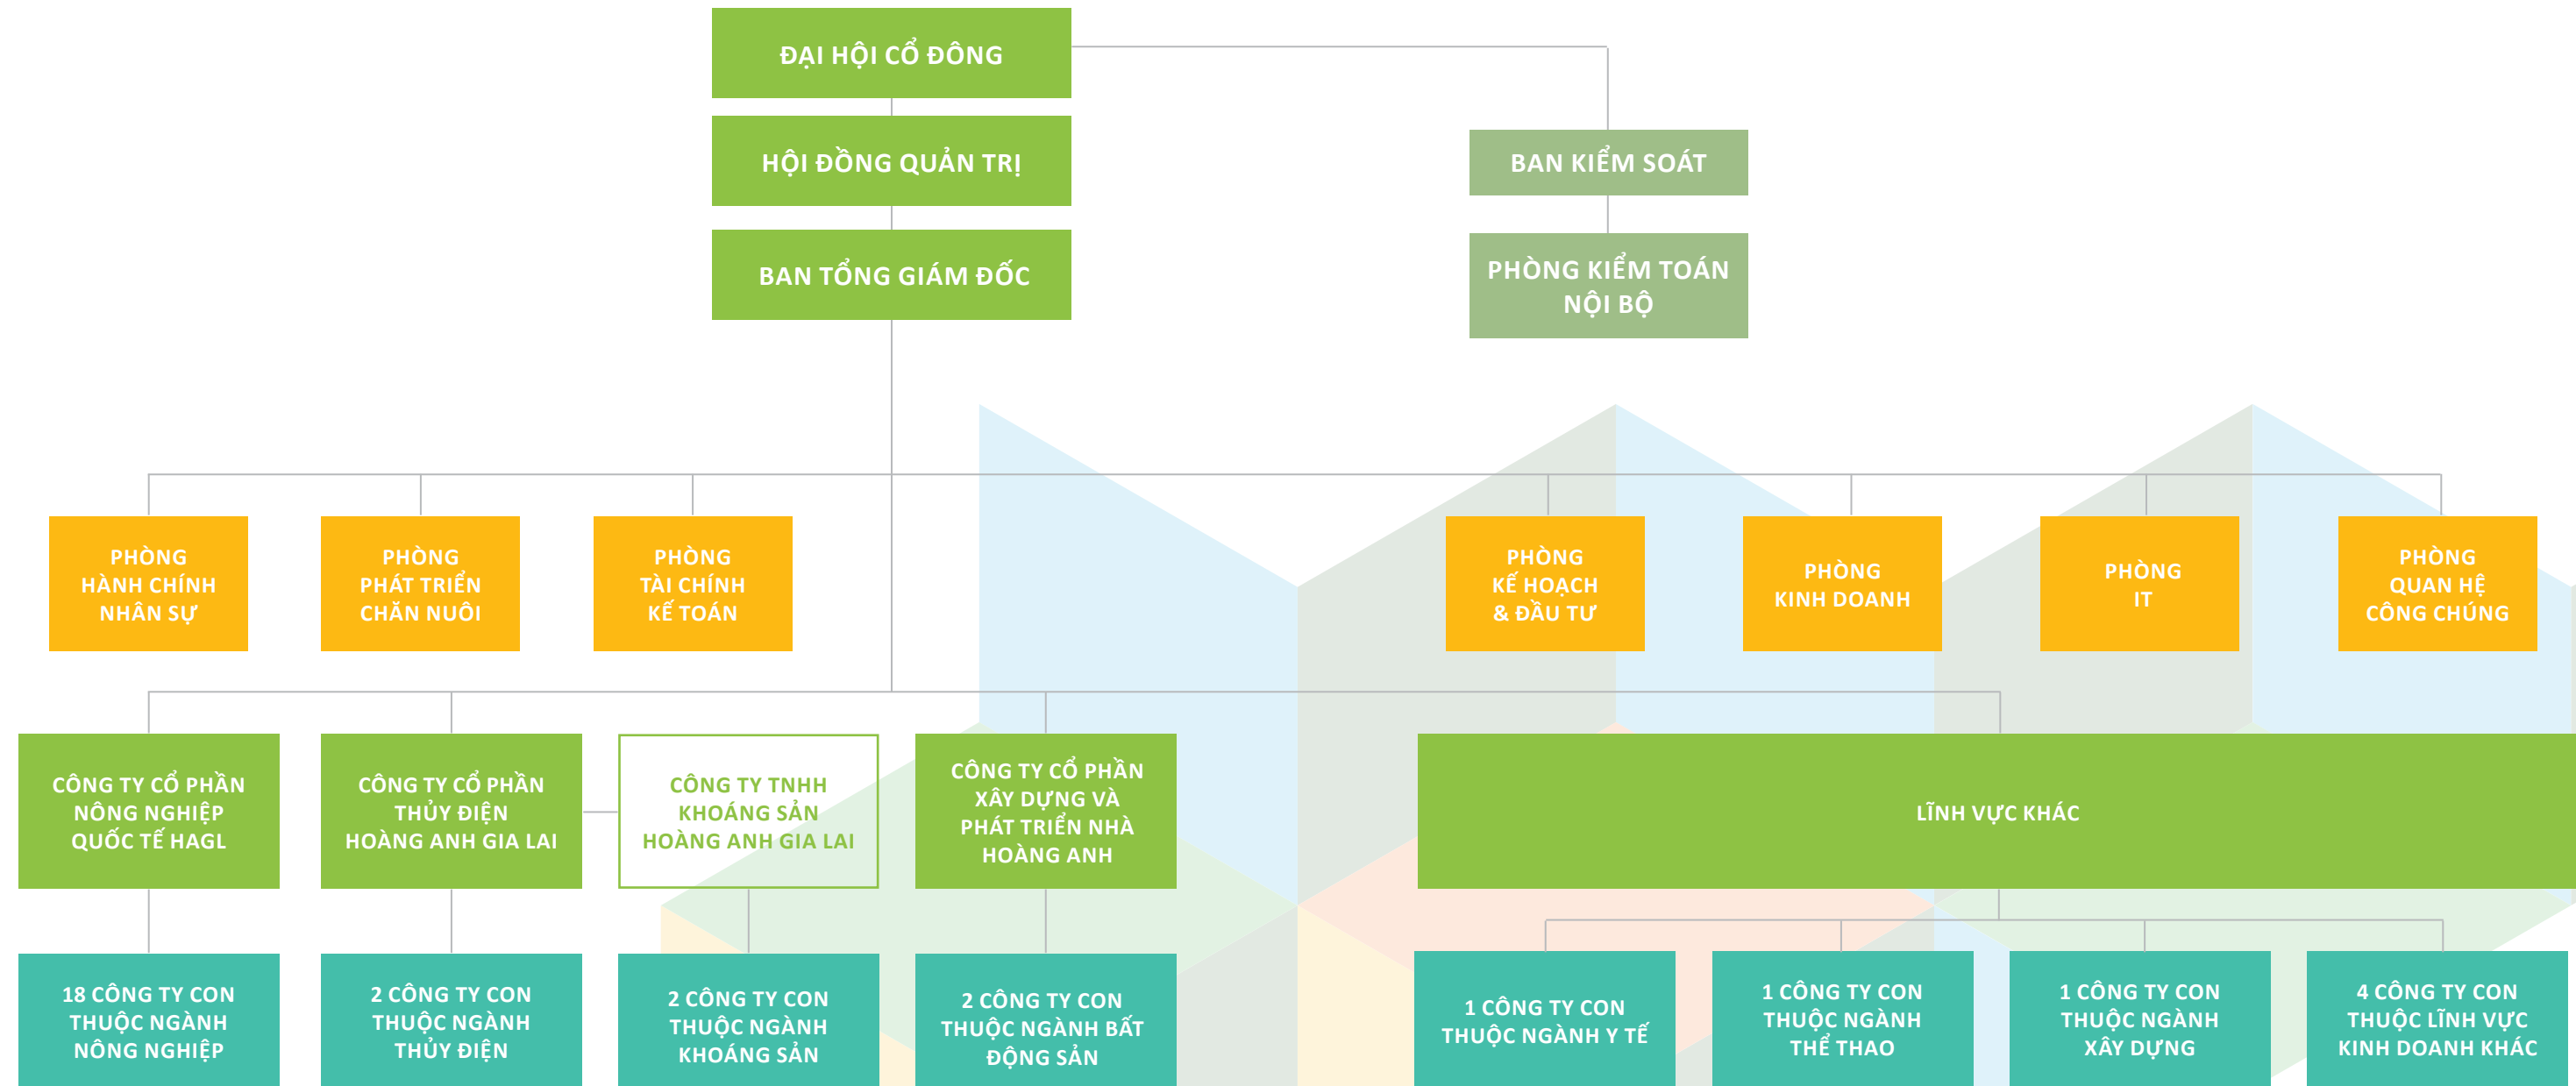 ĐẠI HỘI CỔ ĐÔNG
HỘI ĐỒNG QUẢN TRỊ
BAN KIỂM SOÁT
BAN TỔNG GIÁM ĐỐC
PHÒNG KIỂM TOÁN
NỘI BỘ
PHÒNG
HÀNH CHÍNH
NHÂN SỰ
PHÒNG
PHÁT TRIỂN
CHĂN NUÔI
PHÒNG
TÀI CHÍNH
KẾ TOÁN
PHÒNG
KẾ HOẠCH
& ĐẦU TƯ
PHÒNG
KINH DOANH
PHÒNG
IT
PHÒNG
QUAN HỆ
CÔNG CHÚNG
CÔNG TY CỔ PHẦN
NÔNG NGHIỆP
QUỐC TẾ HAGL
CÔNG TY CỔ PHẦN
THỦY ĐIỆN
HOÀNG ANH GIA LAI
CÔNG TY TNHH
KHOÁNG SẢN
HOÀNG ANH GIA LAI
CÔNG TY CỔ PHẦN
XÂY DỰNG VÀ
PHÁT TRIỂN NHÀ
HOÀNG ANH
LĨNH VỰC KHÁC
18 CÔNG TY CON
THUỘC NGÀNH
NÔNG NGHIỆP
2 CÔNG TY CON
THUỘC NGÀNH
THỦY ĐIỆN
2 CÔNG TY CON
THUỘC NGÀNH
KHOÁNG SẢN
2 CÔNG TY CON
THUỘC NGÀNH BẤT
ĐỘNG SẢN
1 CÔNG TY CON
THUỘC NGÀNH Y TẾ
1 CÔNG TY CON
THUỘC NGÀNH
THỂ THAO
1 CÔNG TY CON
THUỘC NGÀNH
XÂY DỰNG
4 CÔNG TY CON
THUỘC LĨNH VỰC
KINH DOANH KHÁC